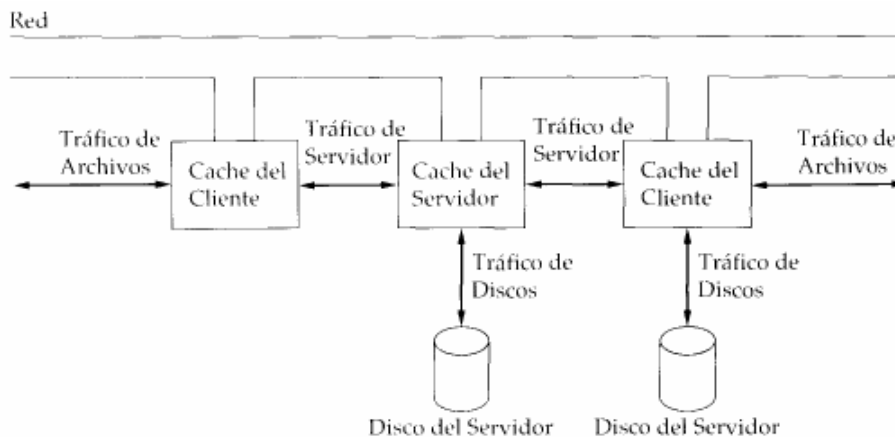 Red
Tráfico de
Archivos
Cache del
Cliente
Tráfico de
Servidor
Cache del
Servidor
Tráfico de
Servidor
Cache del
Cliente
Tráfico de
Archivos
Tráfico de
Discos
Tráfico de
Discos
Disco del Servidor
Disco del Servidor